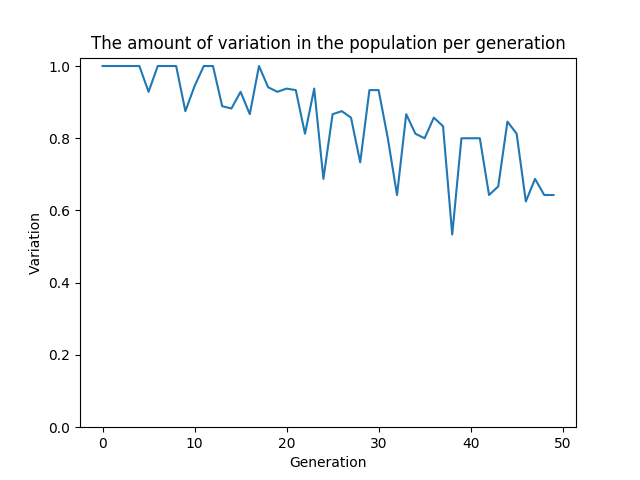 The amount of variation in the population per generation
1.0
0.8
0.6
0.4
0.2
0.0
Variation
0 10 20 30 40 50
Generation